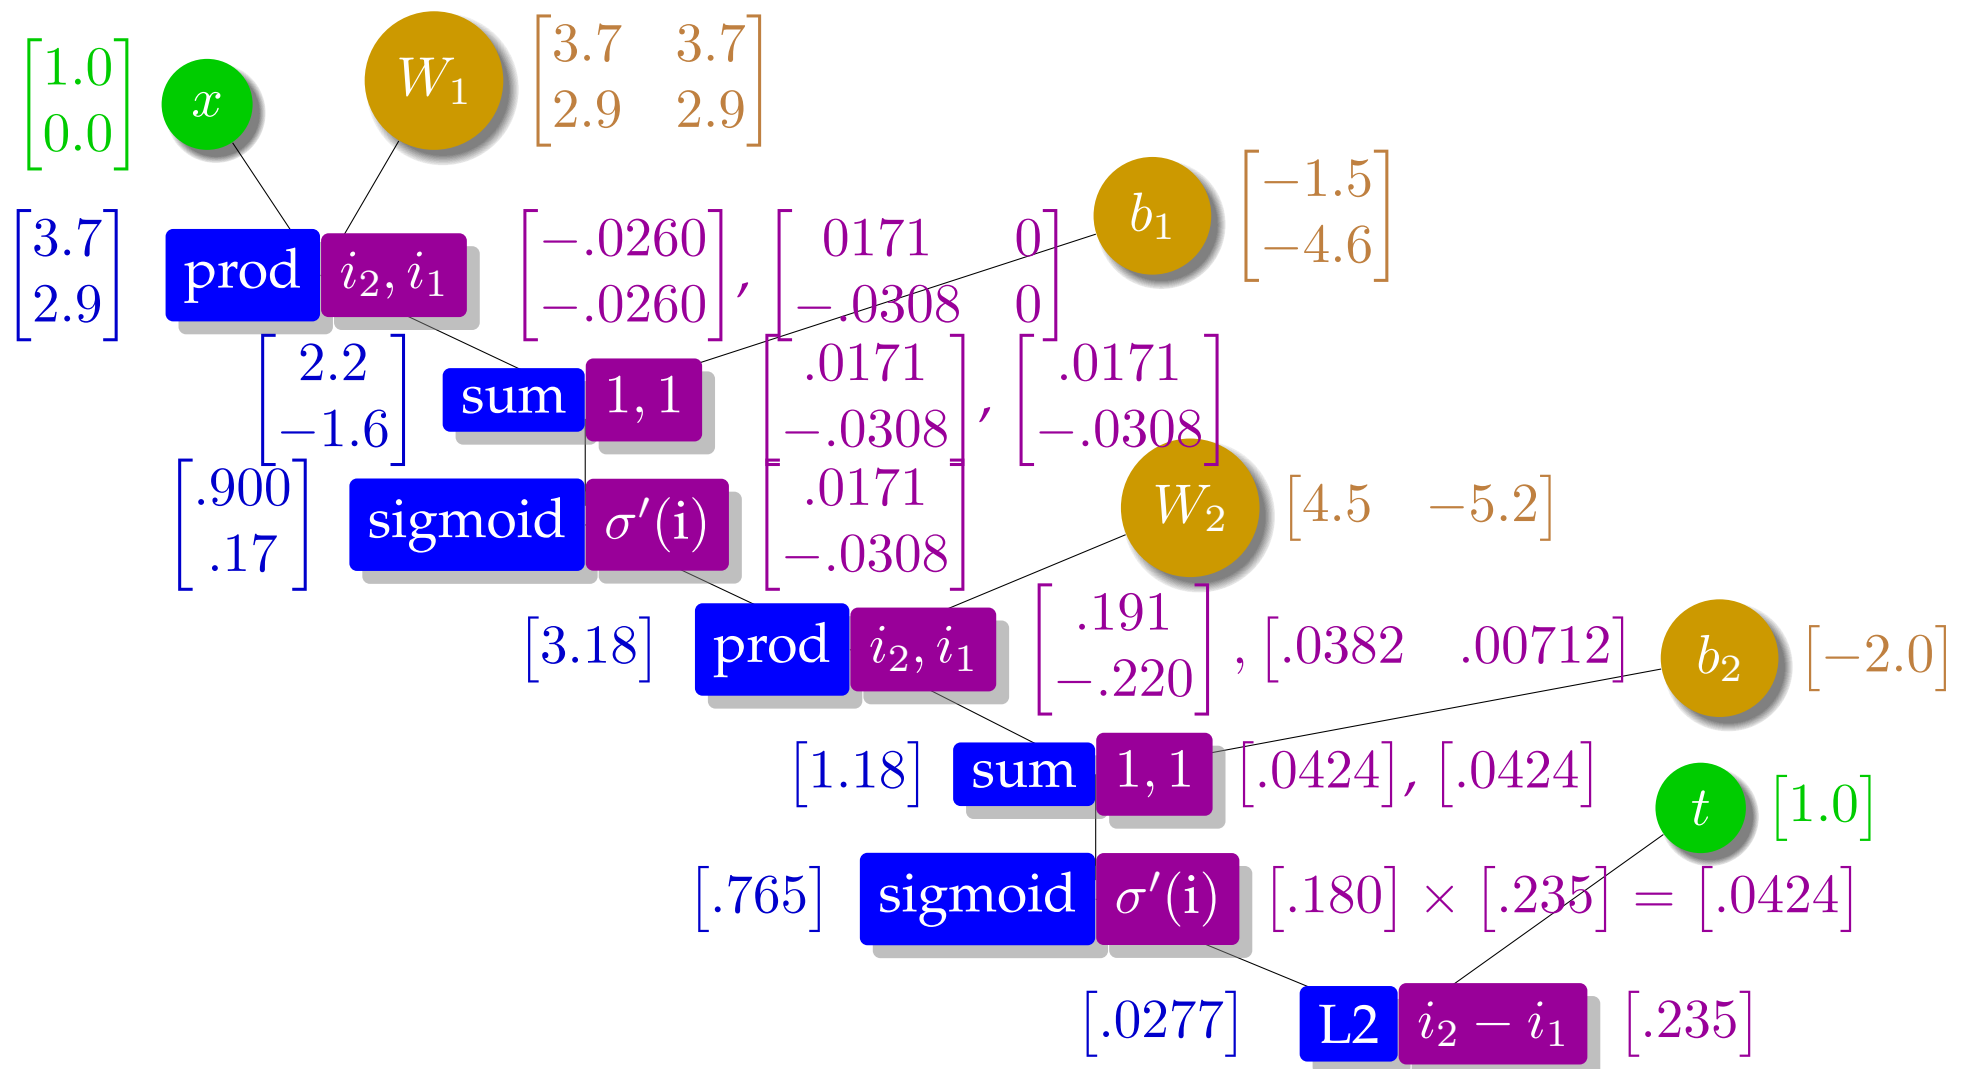 [1.0
0.0] x W₁ [3.7 3.7
2.9 2.9]
b₁ [−1.5
−4.6]
[3.7
2.9] prod i₂, i₁ [−.0260
−.0260], [0171 0
−.0308 0]
[2.2
−1.6] sum 1, 1 [.0171
−.0308], [.0171
−.0308]
[.900
.17] sigmoid σ′(i) [.0171
−.0308]
W₂ [4.5 −5.2]
[3.18] prod i₂, i₁ [.191
−.220], [.0382 .00712]
b₂ [−2.0]
[1.18] sum 1, 1 [.0424], [.0424]
t [1.0]
[.765] sigmoid σ′(i) [.180] × [.235] = [.0424]
[.0277] L2 i₂ − i₁ [.235]